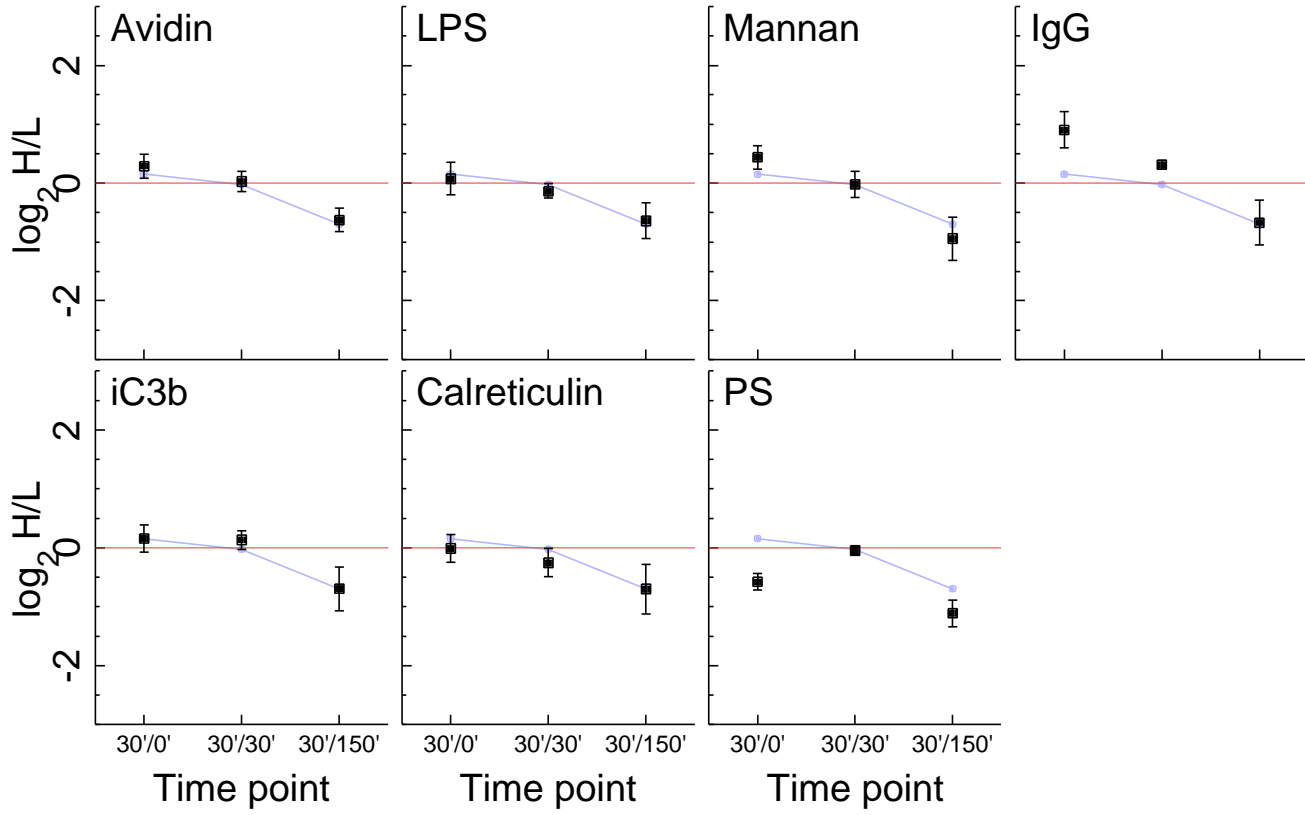 Avidin
LPS
Mannan
IgG
2
0
-2
log2 H/L
iC3b
Calreticulin
PS
2
0
-2
log2 H/L
30'/0' 30'/30' 30'/150'
30'/0' 30'/30' 30'/150'
30'/0' 30'/30' 30'/150'
Time point
Time point
Time point